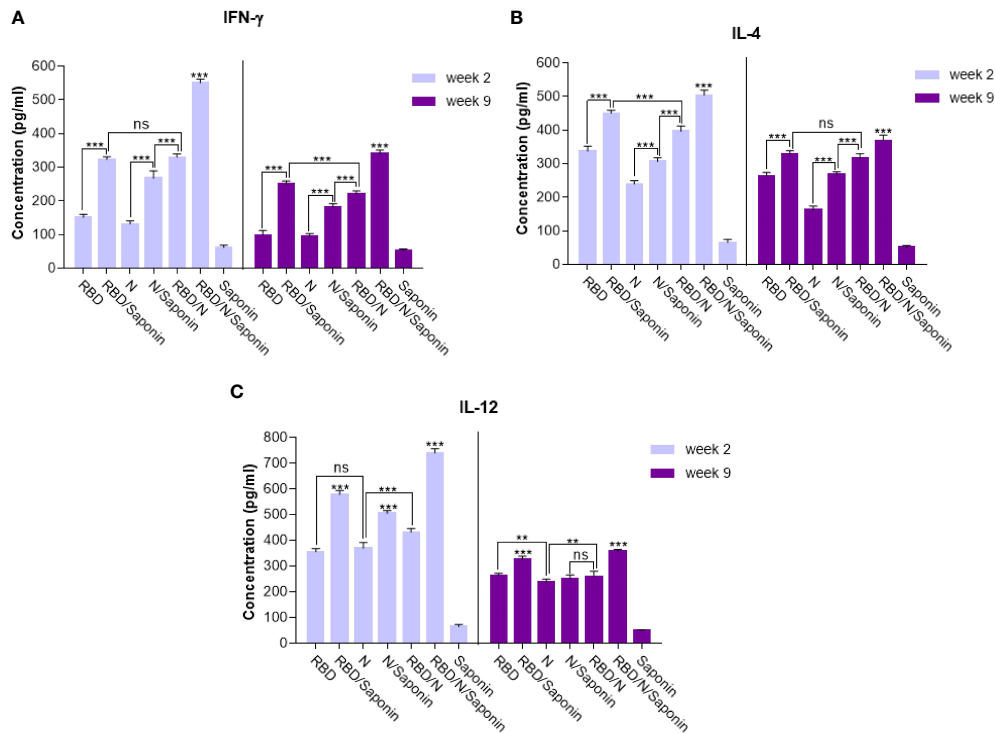 A
IFN-γ
Concentration (pg/ml)
600
500
400
300
200
100
0
***
ns
***
***
***
***
***
***
***
***
***
week 2
week 9
RBD
RBD/Saponin
N
N/Saponin
RBD/N
RBD/N/Saponin
Saponin
RBD
RBD/Saponin
N
N/Saponin
RBD/N
RBD/N/Saponin
Saponin
B
IL-4
Concentration (pg/ml)
600
500
400
300
200
100
0
***
***
***
***
***
***
ns
***
***
***
week 2
week 9
RBD
RBD/Saponin
N
N/Saponin
RBD/N
RBD/N/Saponin
Saponin
RBD
RBD/Saponin
N
N/Saponin
RBD/N
RBD/N/Saponin
Saponin
C
IL-12
Concentration (pg/ml)
800
700
600
500
400
300
200
100
0
ns
***
***
***
***
**
***
**
ns
***
week 2
week 9
RBD
RBD/Saponin
N
N/Saponin
RBD/N
RBD/N/Saponin
Saponin
RBD
RBD/Saponin
N
N/Saponin
RBD/N
RBD/N/Saponin
Saponin